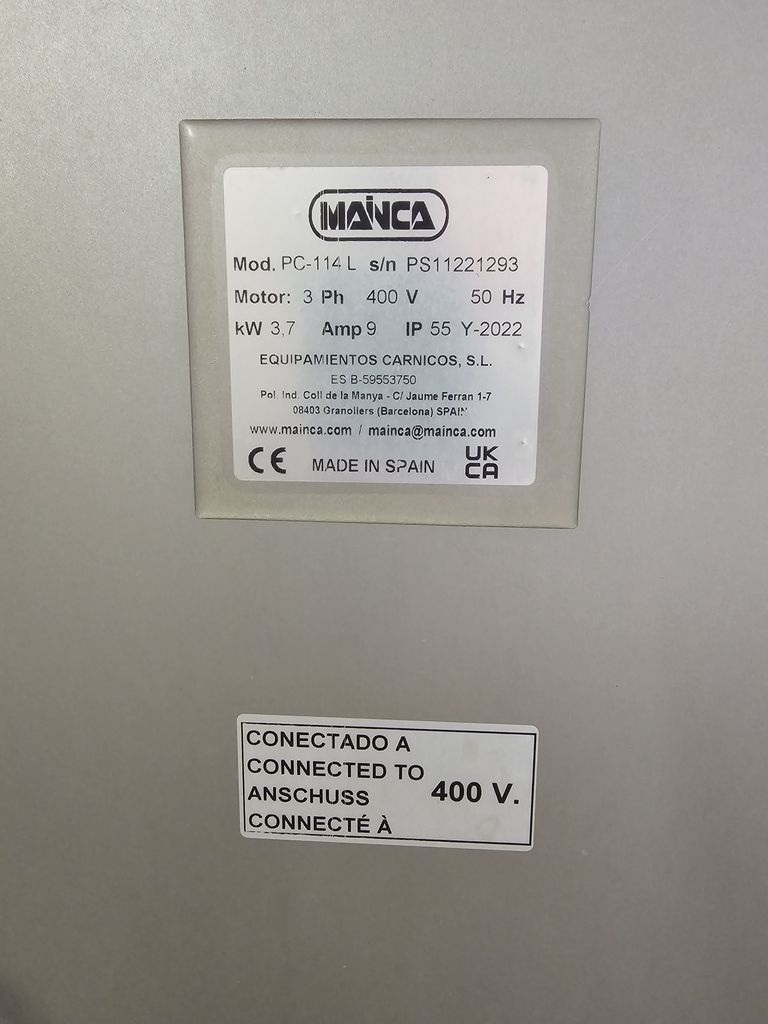 MAINCA
Mod. PC-114 L s/n PS11221293
Motor: 3 Ph 400 V 50 Hz
kW 3,7 Amp 9 IP 55 Y-2022
EQUIPAMIENTOS CARNICOS, S.L.
ES B-59553750
Pol. Ind. Coll de la Manya - C/ Jaume Ferran 1-7
08403 Granollers (Barcelona) SPAIN
www.mainca.com / mainca@mainca.com
CE MADE IN SPAIN UK
CA
CONECTADO A
CONNECTED TO 400 V.
ANSCHUSS
CONNECTÉ À